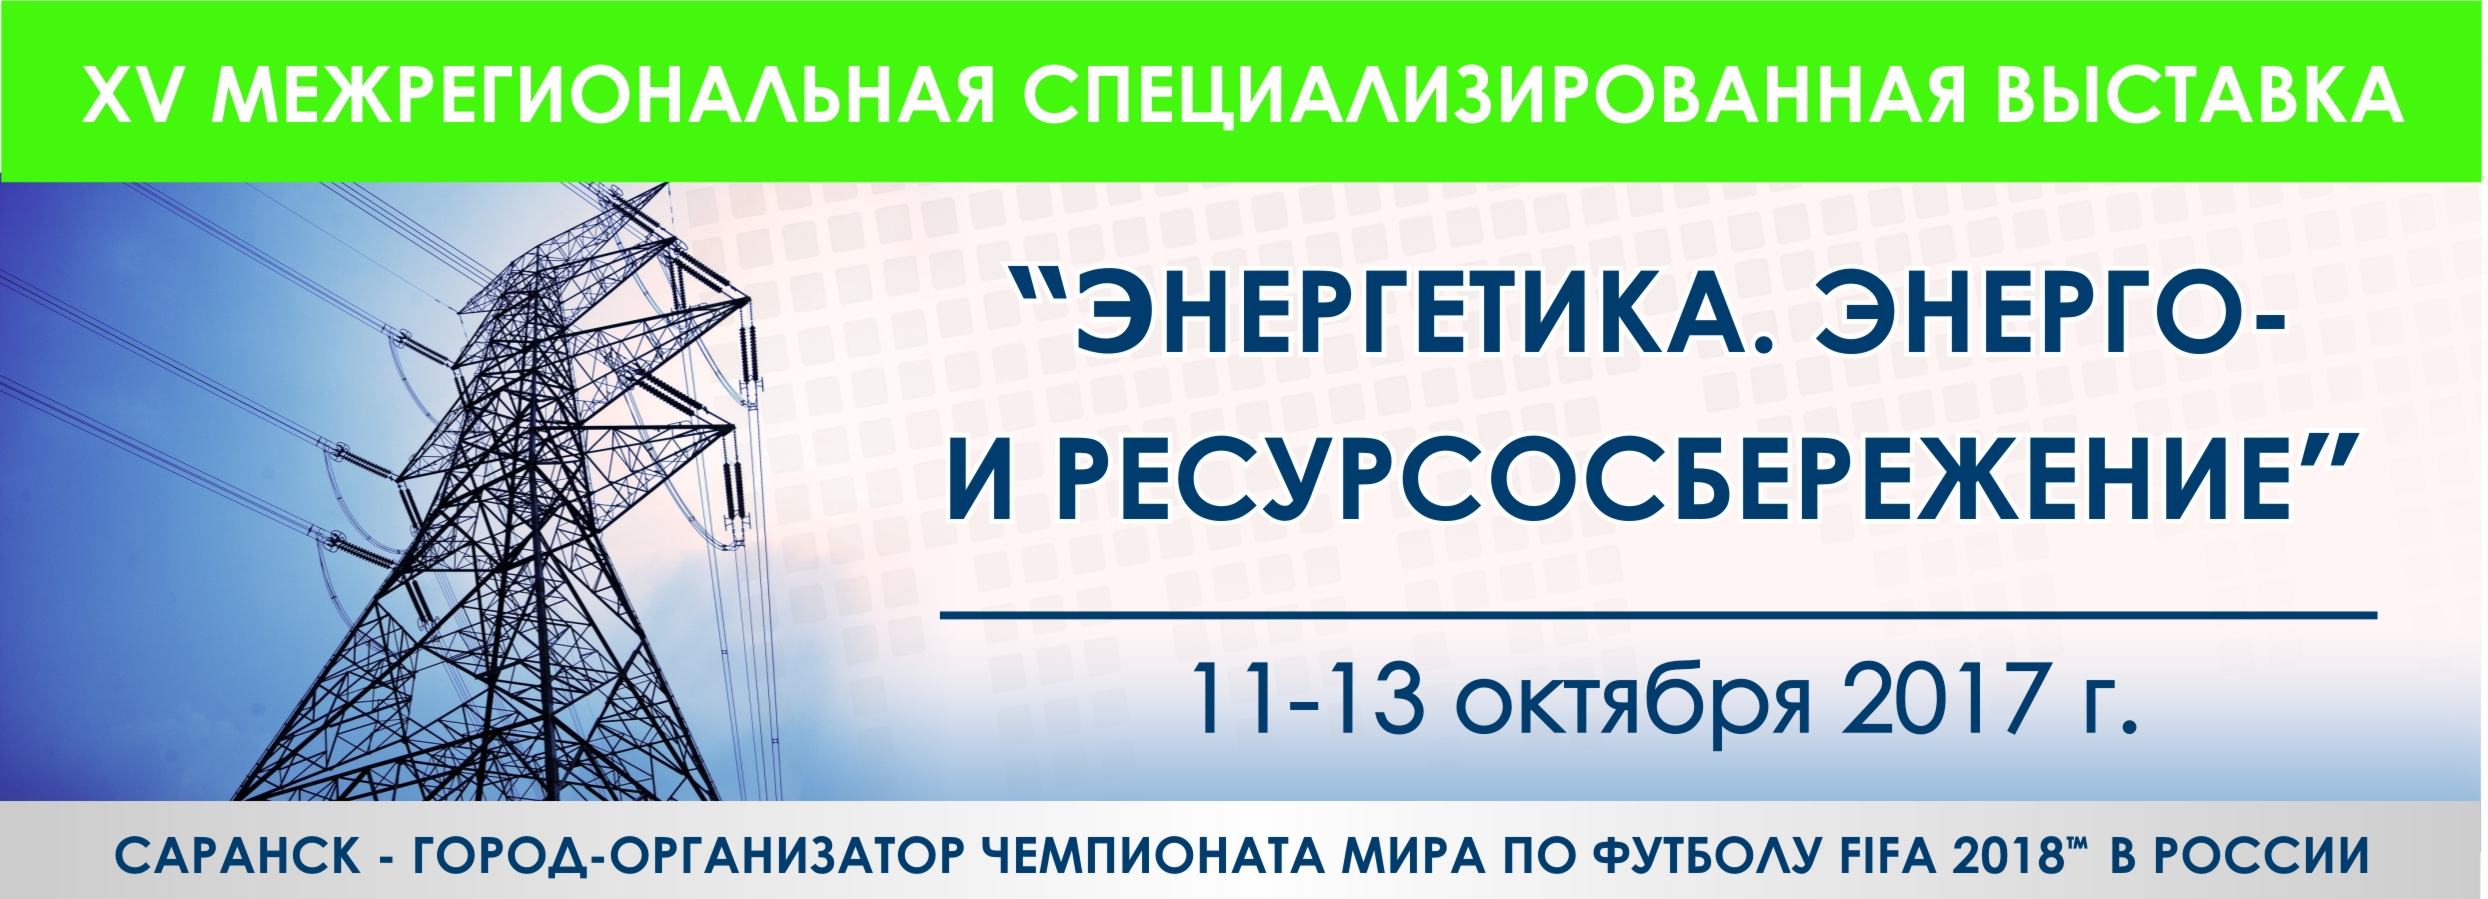 XV МЕЖРЕГИОНАЛЬНАЯ СПЕЦИАЛИЗИРОВАННАЯ ВЫСТАВКА
“ЭНЕРГЕТИКА. ЭНЕРГО-
И РЕСУРСОСБЕРЕЖЕНИЕ”
11-13 октября 2017 г.
САРАНСК - ГОРОД-ОРГАНИЗАТОР ЧЕМПИОНАТА МИРА ПО ФУТБОЛУ FIFA 2018™ В РОССИИ